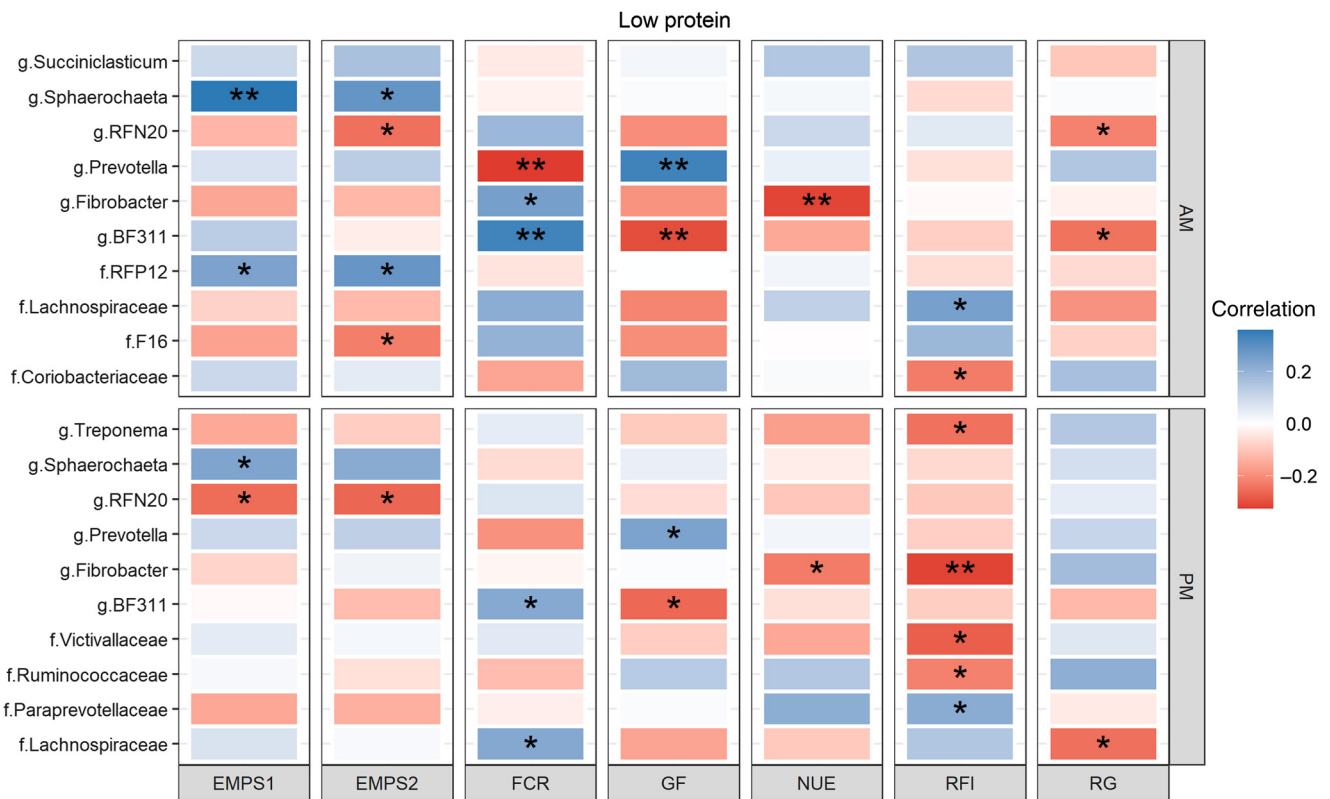 Low protein
g.Succiniclasticum
g.Sphaerochaeta ** *
g.RFN20 * *
g.Prevotella ** **
g.Fibrobacter * **
g.BF311 ** ** *
f.RFP12 * *
f.Lachnospiraceae *
f.F16 *
f.Coriobacteriaceae *
AM
g.Treponema *
g.Sphaerochaeta *
g.RFN20 * *
g.Prevotella *
g.Fibrobacter * **
g.BF311 * *
f.Victivallaceae *
f.Ruminococcaceae *
f.Paraprevotellaceae *
f.Lachnospiraceae * *
PM
EMPS1 EMPS2 FCR GF NUE RFI RG
Correlation
0.2
0.0
−0.2